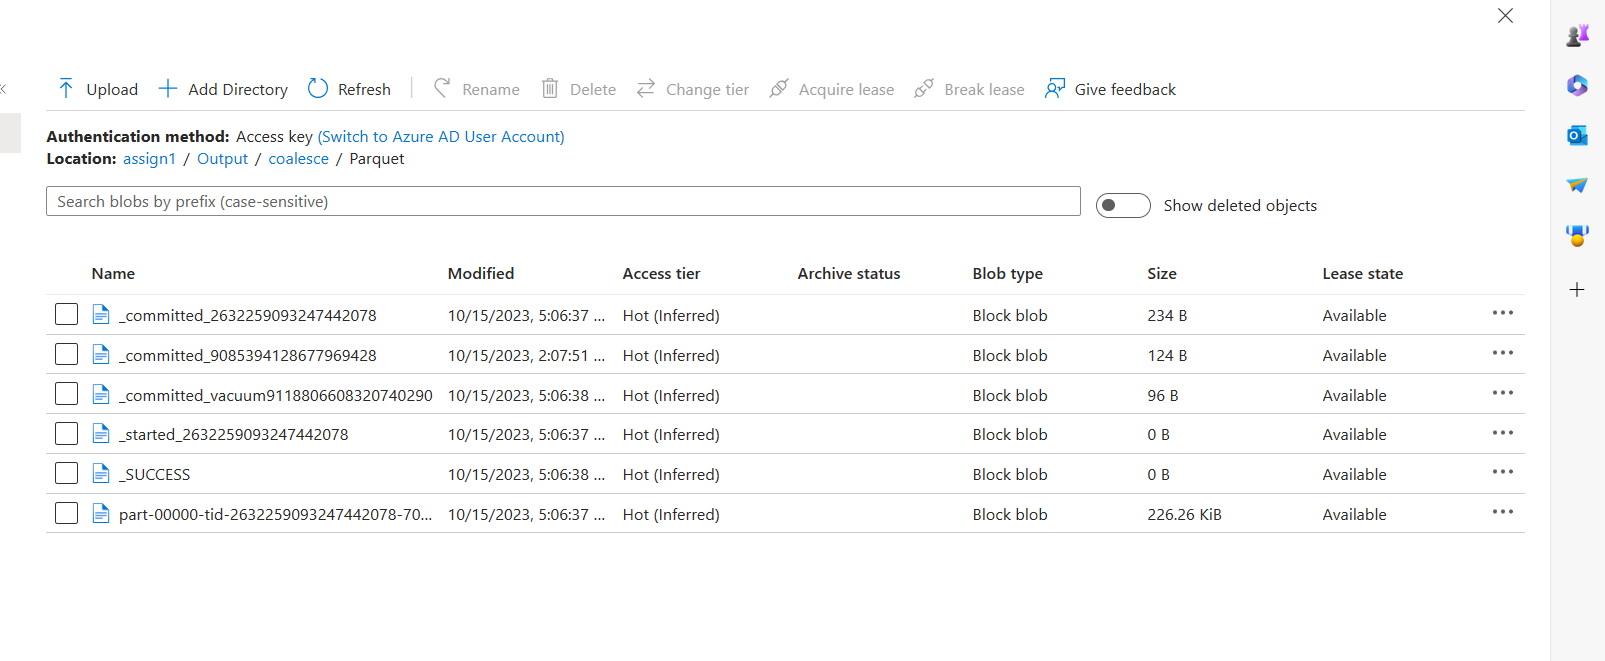 Upload Add Directory Refresh Rename Delete Change tier Acquire lease Break lease Give feedback
Authentication method: Access key (Switch to Azure AD User Account)
Location: assign1 / Output / coalesce / Parquet
Search blobs by prefix (case-sensitive) Show deleted objects
Name Modified Access tier Archive status Blob type Size Lease state
_committed_2632259093247442078 10/15/2023, 5:06:37 ... Hot (Inferred) Block blob 234 B Available ...
_committed_9085394128677969428 10/15/2023, 2:07:51 ... Hot (Inferred) Block blob 124 B Available ...
_committed_vacuum9118806608320740290 10/15/2023, 5:06:38 ... Hot (Inferred) Block blob 96 B Available ...
_started_2632259093247442078 10/15/2023, 5:06:37 ... Hot (Inferred) Block blob 0 B Available ...
_SUCCESS 10/15/2023, 5:06:38 ... Hot (Inferred) Block blob 0 B Available ...
part-00000-tid-2632259093247442078-70... 10/15/2023, 5:06:37 ... Hot (Inferred) Block blob 226.26 KiB Available ...